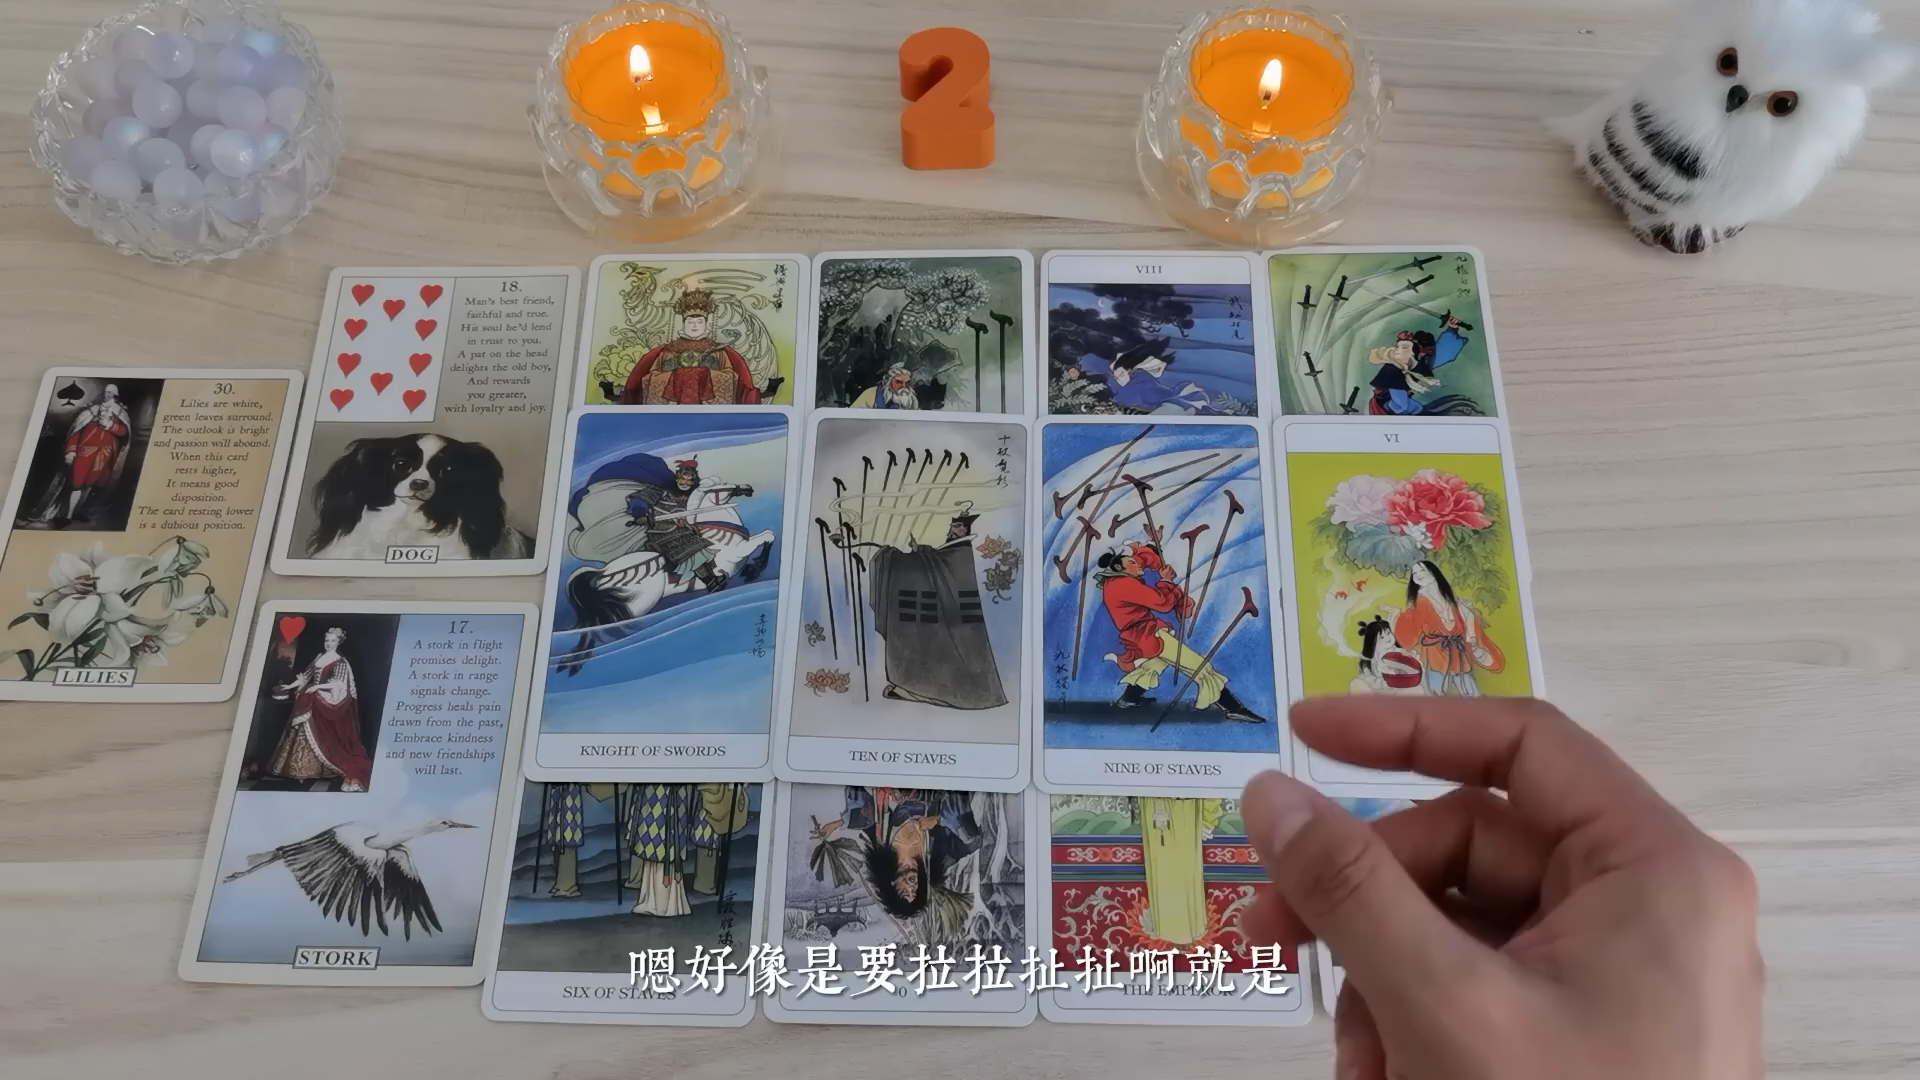 2
VIII
18.
Man's best friend,
faithful and true.
His soul he'd lend
in trust to you.
A pat on the head
delights the old boy,
And rewards
you greater,
with loyalty and joy.
DOG
30.
Lilies are white,
green leaves surround.
The outlook is bright
and passion will abound.
When this card
rests higher,
It means good
disposition.
The card resting lower
is a dubious position.
LILIES
VI
KNIGHT OF SWORDS
TEN OF STAVES
NINE OF STAVES
17.
A stork in flight
promises delight.
A stork in range
signals change.
Progress heals pain
drawn from the past,
Embrace kindness
and new friendships
will last.
STORK
SIX OF STAVES
0
THE EMPEROR
嗯好像是要拉拉扯扯啊就是